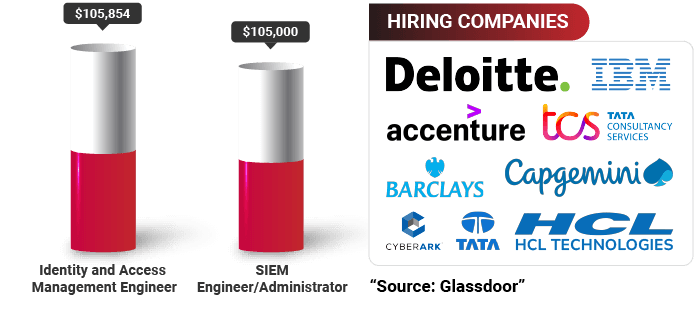 $105,854
Identity and Access
Management Engineer
$105,000
SIEM
Engineer/Administrator
HIRING COMPANIES
Deloitte.
IBM
accenture
tcs
TATA
CONSULTANCY
SERVICES
BARCLAYS
Capgemini
CYBERARK
TATA
HCL
HCL TECHNOLOGIES
“Source: Glassdoor”